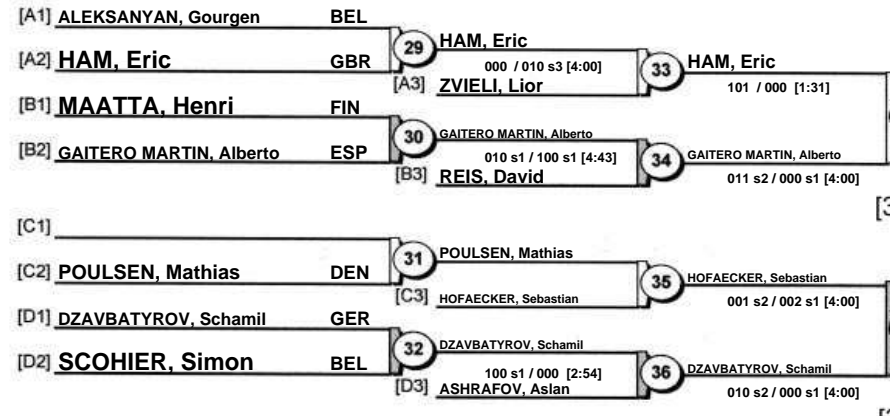 [A1] ALEKSANYAN, Gourgen BEL
29
HAM, Eric
[A2] HAM, Eric GBR
000 / 010 s3 [4:00]
33
HAM, Eric
[A3] ZVIELI, Lior
101 / 000 [1:31]
[B1] MAATTA, Henri FIN
30
GAITERO MARTIN, Alberto
[B2] GAITERO MARTIN, Alberto ESP
010 s1 / 100 s1 [4:43]
34
GAITERO MARTIN, Alberto
[B3] REIS, David
011 s2 / 000 s1 [4:00]
[3
[C1]
31
POULSEN, Mathias
[C2] POULSEN, Mathias DEN
35
HOFAECKER, Sebastian
[C3] HOFAECKER, Sebastian
001 s2 / 002 s1 [4:00]
[D1] DZAVBATYROV, Schamil GER
32
DZAVBATYROV, Schamil
[D2] SCOHIER, Simon BEL
100 s1 / 000 [2:54]
36
DZAVBATYROV, Schamil
[D3] ASHRAFOV, Aslan
010 s2 / 000 s1 [4:00]